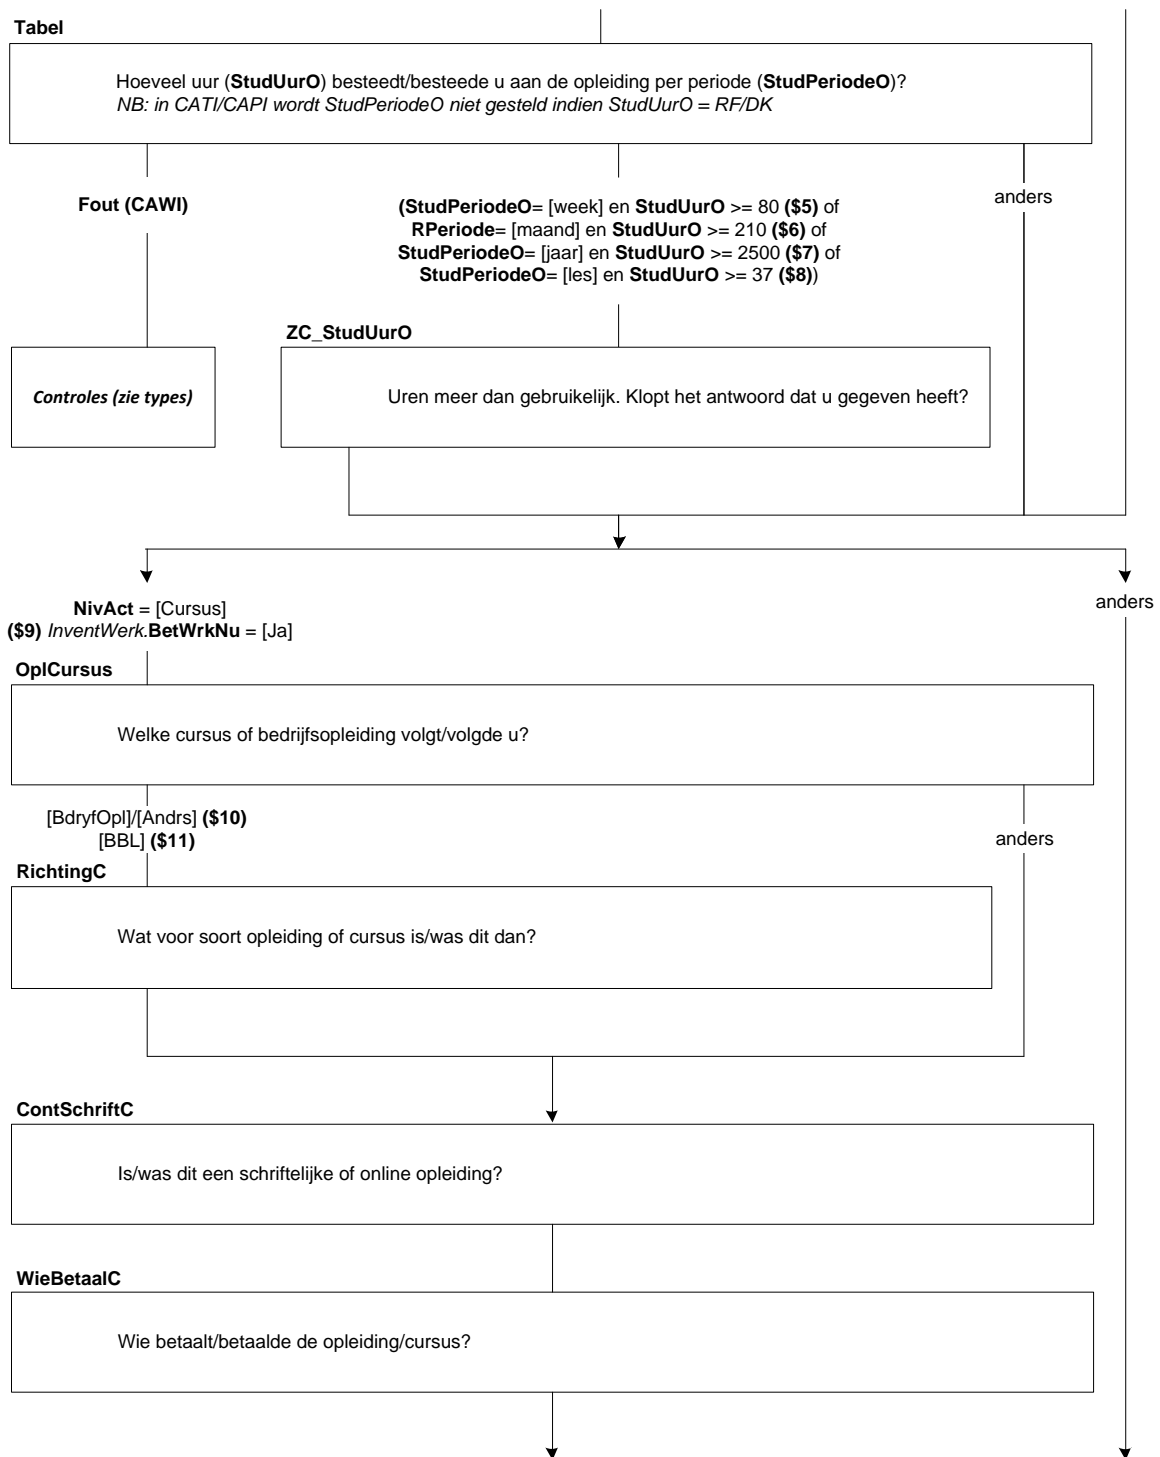 Tabel
Hoeveel uur (StudUurO) besteedt/besteede u aan de opleiding per periode (StudPeriodeO)?
NB: in CATI/CAPI wordt StudPeriodeO niet gesteld indien StudUurO = RF/DK
Fout (CAWI)
(StudPeriodeO= [week] en StudUurO >= 80 ($5) of
RPeriode= [maand] en StudUurO >= 210 ($6) of
StudPeriodeO= [jaar] en StudUurO >= 2500 ($7) of
StudPeriodeO= [les] en StudUurO >= 37 ($8))
anders
ZC_StudUurO
Controles (zie types)
Uren meer dan gebruikelijk. Klopt het antwoord dat u gegeven heeft?
NivAct = [Cursus]
($9) InventWerk.BetWrkNu = [Ja]
anders
OplCursus
Welke cursus of bedrijfsopleiding volgt/volgde u?
[BdryfOpl]/[Andrs] ($10)
[BBL] ($11)
anders
RichtingC
Wat voor soort opleiding of cursus is/was dit dan?
ContSchriftC
Is/was dit een schriftelijke of online opleiding?
WieBetaalC
Wie betaalt/betaalde de opleiding/cursus?